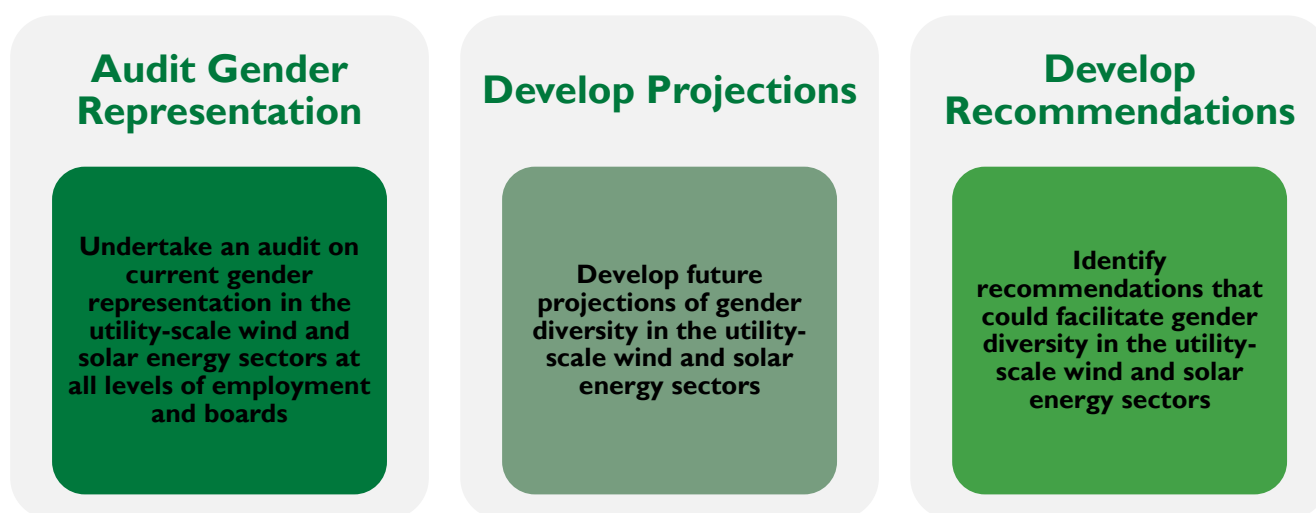 Audit Gender
Representation
Undertake an audit on
current gender
representation in the
utility-scale wind and
solar energy sectors at
all levels of employment
and boards
Develop Projections
Develop future
projections of gender
diversity in the utility-
scale wind and solar
energy sectors
Develop
Recommendations
Identify
recommendations that
could facilitate gender
diversity in the utility-
scale wind and solar
energy sectors